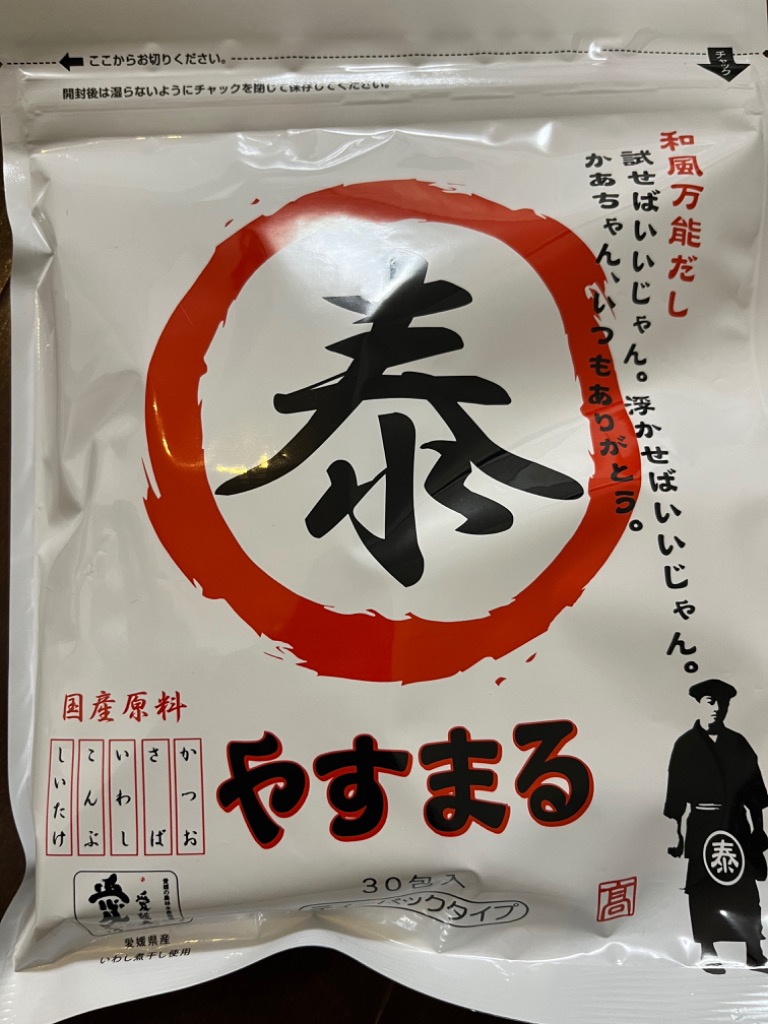 ここからお切りください。
チャック
開封後は湿らないようにチャックを閉じて保存してください。
和風万能だし
試せばいいじゃん。浮かせばいいじゃん。
かあちゃん、いつもありがとう。
泰
国産原料
かつお
さば
いわし
こんぶ
しいたけ
やすまる
30包入
パックタイプ
愛
愛媛県産
いわし煮干し使用
高
泰